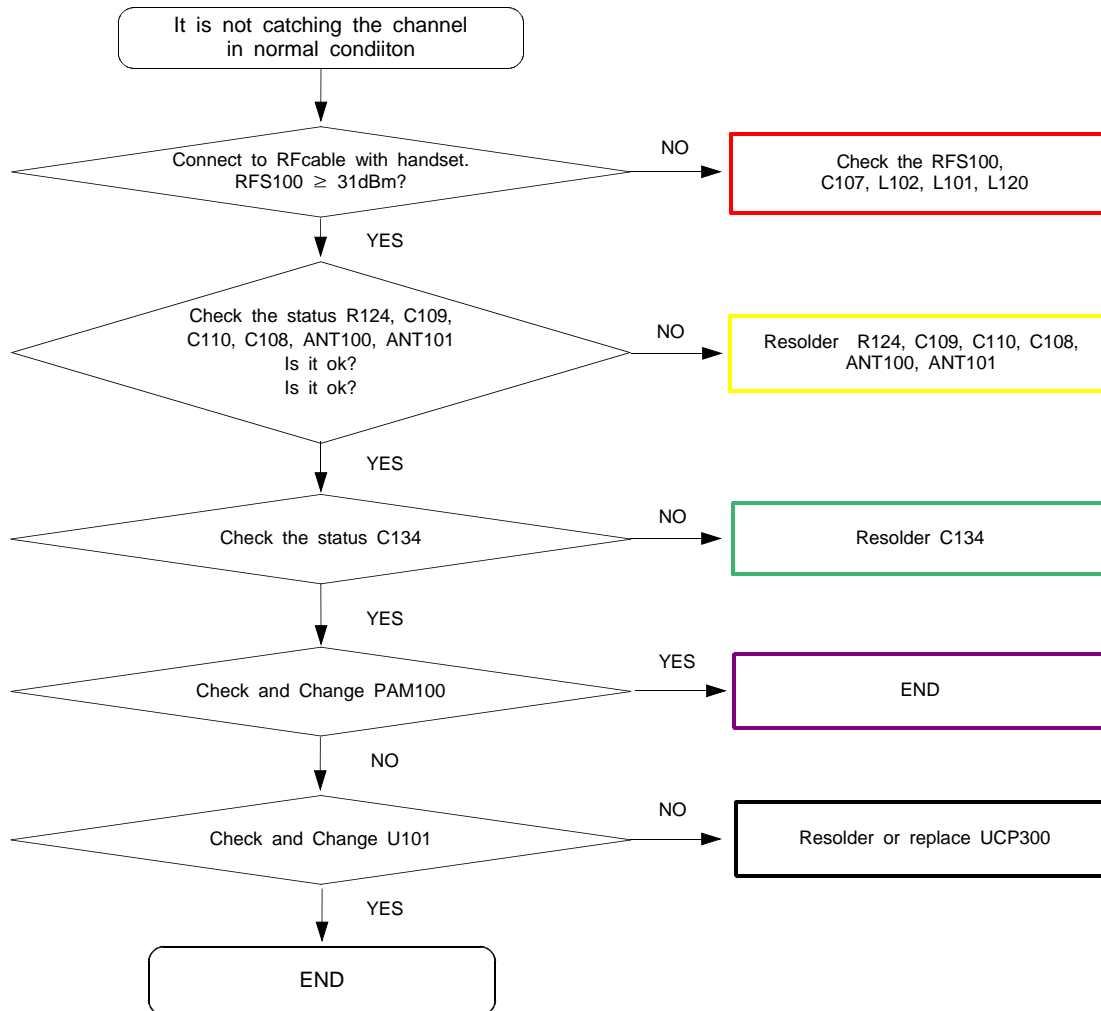 It is not catching the channel
in normal condiiton
Connect to RFcable with handset.
RFS100 ≥ 31dBm?
NO
Check the RFS100,
C107, L102, L101, L120
YES
Check the status R124, C109,
C110, C108, ANT100, ANT101
Is it ok?
Is it ok?
NO
Resolder R124, C109, C110, C108,
ANT100, ANT101
YES
Check the status C134
NO
Resolder C134
YES
Check and Change PAM100
YES
END
NO
Check and Change U101
NO
Resolder or replace UCP300
YES
END